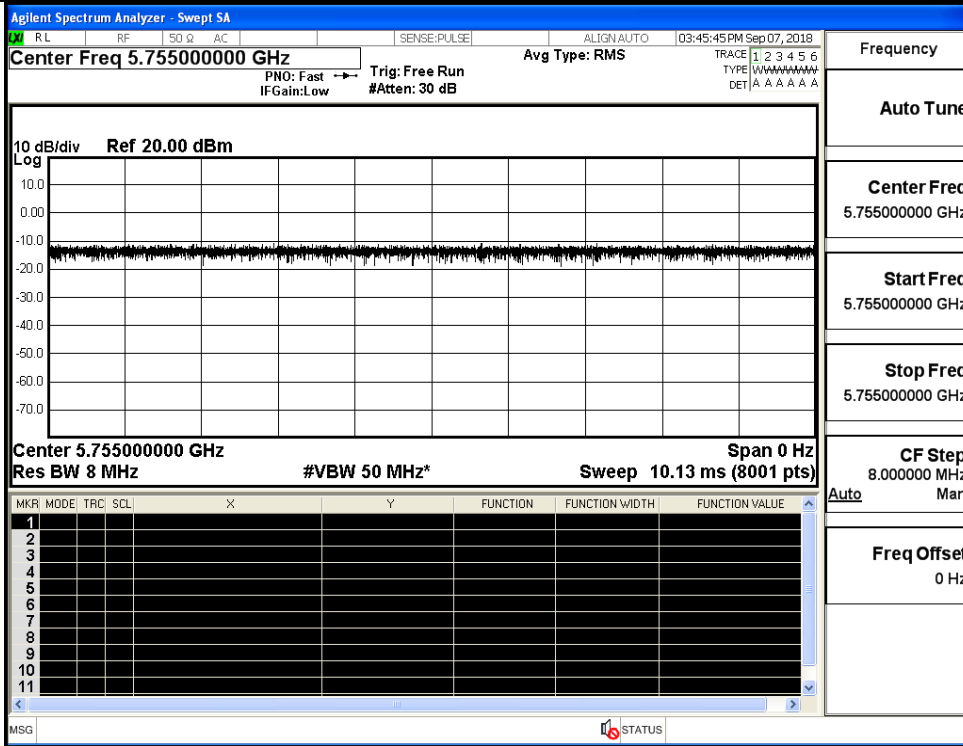 Agilent Spectrum Analyzer - Swept SA
LXI RL RF 50 Ω AC SENSE:PULSE ALIGN AUTO 03:45:45 PM Sep 07, 2018
Center Freq 5.755000000 GHz Avg Type: RMS TRACE 1 2 3 4 5 6
PNO: Fast Trig: Free Run TYPE WWWWWW
IFGain:Low #Atten: 30 dB DET A A A A A A
10 dB/div Ref 20.00 dBm
Log
10.0
0.00
-10.0
-20.0
-30.0
-40.0
-50.0
-60.0
-70.0
Center 5.755000000 GHz Span 0 Hz
Res BW 8 MHz #VBW 50 MHz* Sweep 10.13 ms (8001 pts)
MKR MODE TRC SCL X Y FUNCTION FUNCTION WIDTH FUNCTION VALUE
1
2
3
4
5
6
7
8
9
10
11
MSG STATUS
Frequency
Auto Tune
Center Freq
5.755000000 GHz
Start Freq
5.755000000 GHz
Stop Freq
5.755000000 GHz
CF Step
8.000000 MHz
Auto Man
Freq Offset
0 Hz